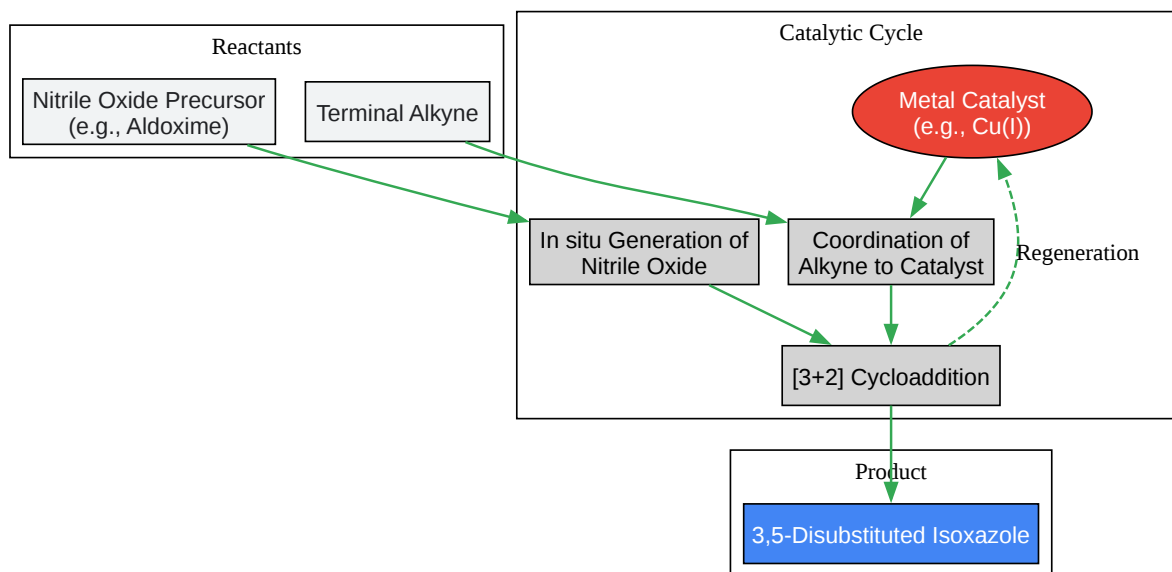 Reactants
Nitrile Oxide Precursor
(e.g., Aldoxime)
Terminal Alkyne
Catalytic Cycle
Metal Catalyst
(e.g., Cu(I))
In situ Generation of
Nitrile Oxide
Coordination of
Alkyne to Catalyst
Regeneration
[3+2] Cycloaddition
Product
3,5-Disubstituted Isoxazole